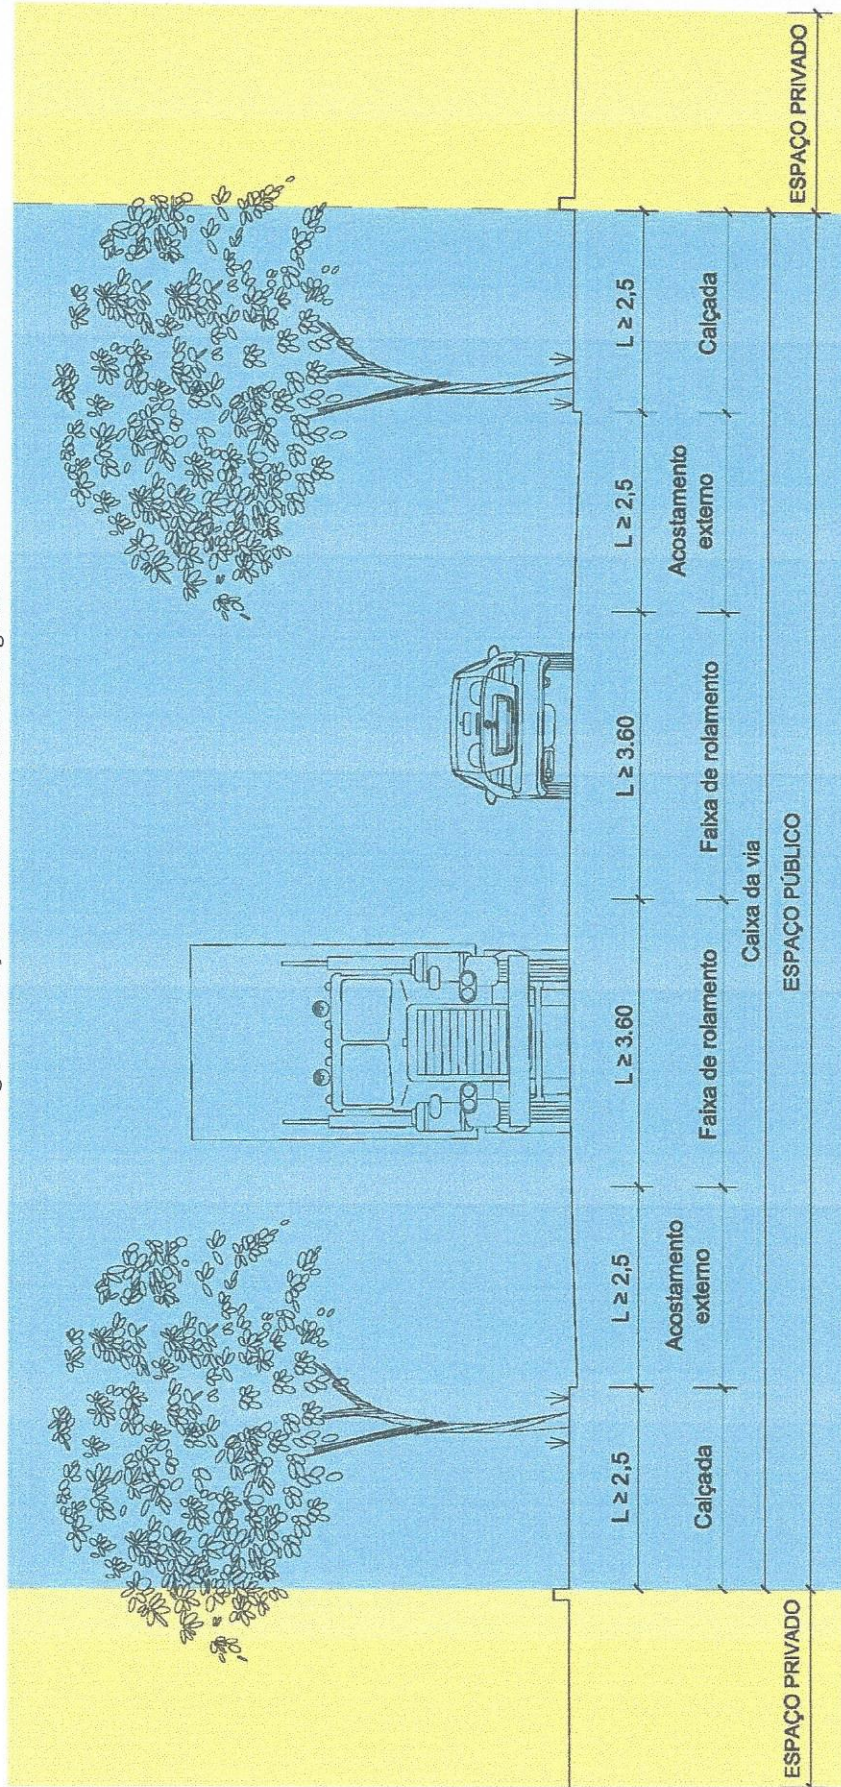 L ≥ 2,5
L ≥ 2,5
L ≥ 3.60
L ≥ 3.60
L ≥ 2,5
L ≥ 2,5
Calçada
Acostamento
externo
Faixa de rolamento
Faixa de rolamento
Acostamento
externo
Calçada
Caixa da via
ESPAÇO PRIVADO
ESPAÇO PÚBLICO
ESPAÇO PRIVADO